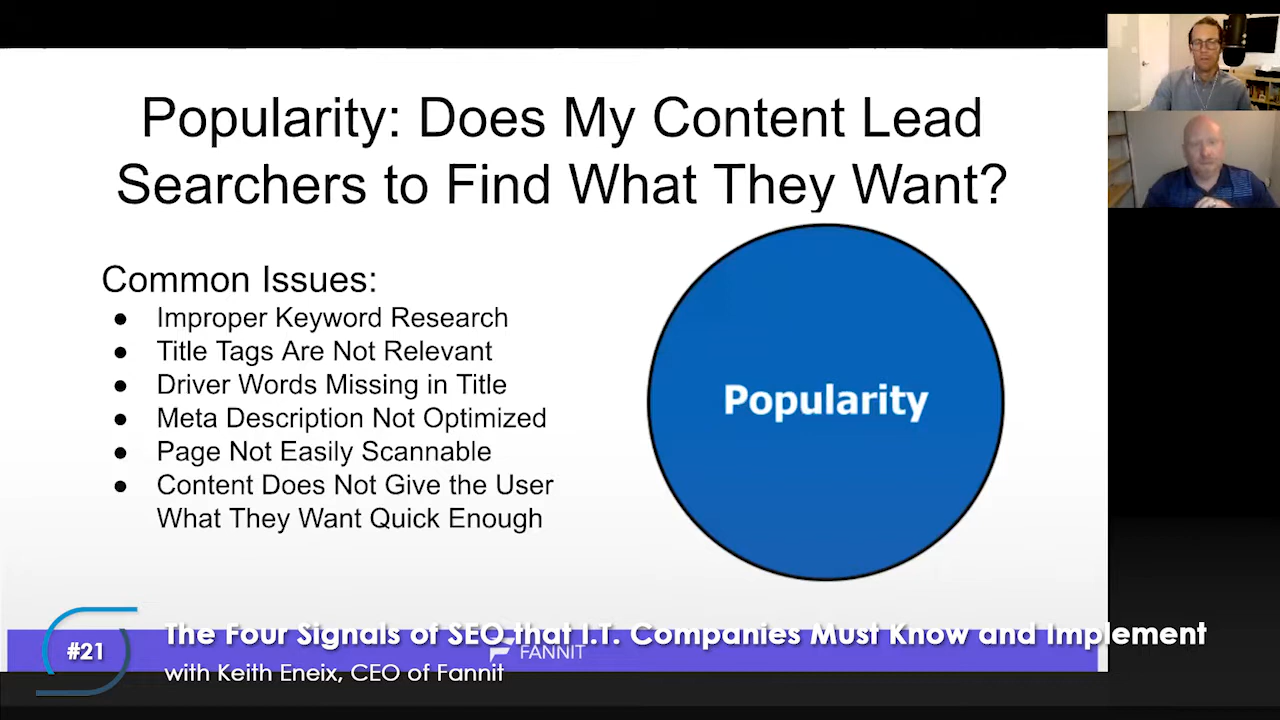 Popularity: Does My Content Lead
Searchers to Find What They Want?
Common Issues:
● Improper Keyword Research
● Title Tags Are Not Relevant
● Driver Words Missing in Title
● Meta Description Not Optimized
● Page Not Easily Scannable
● Content Does Not Give the User
What They Want Quick Enough
Popularity
#21
The Four Signals of SEO that I.T. Companies Must Know and Implement
FANNIT
with Keith Eneix, CEO of Fannit